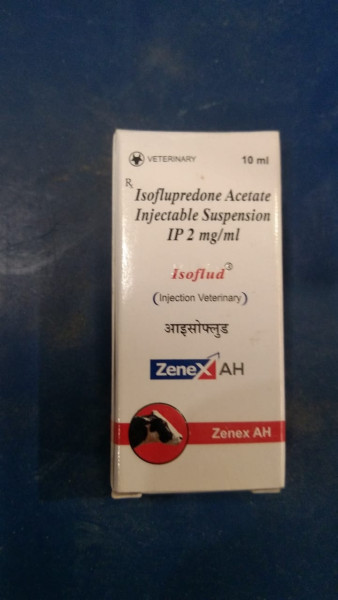 VETERINARY 10 ml
Rx Isoflupredone Acetate
Injectable Suspension
IP 2 mg/ml
Isoflud®
(Injection Veterinary)
आइसोफ्लुड
Zenex AH
Zenex AH